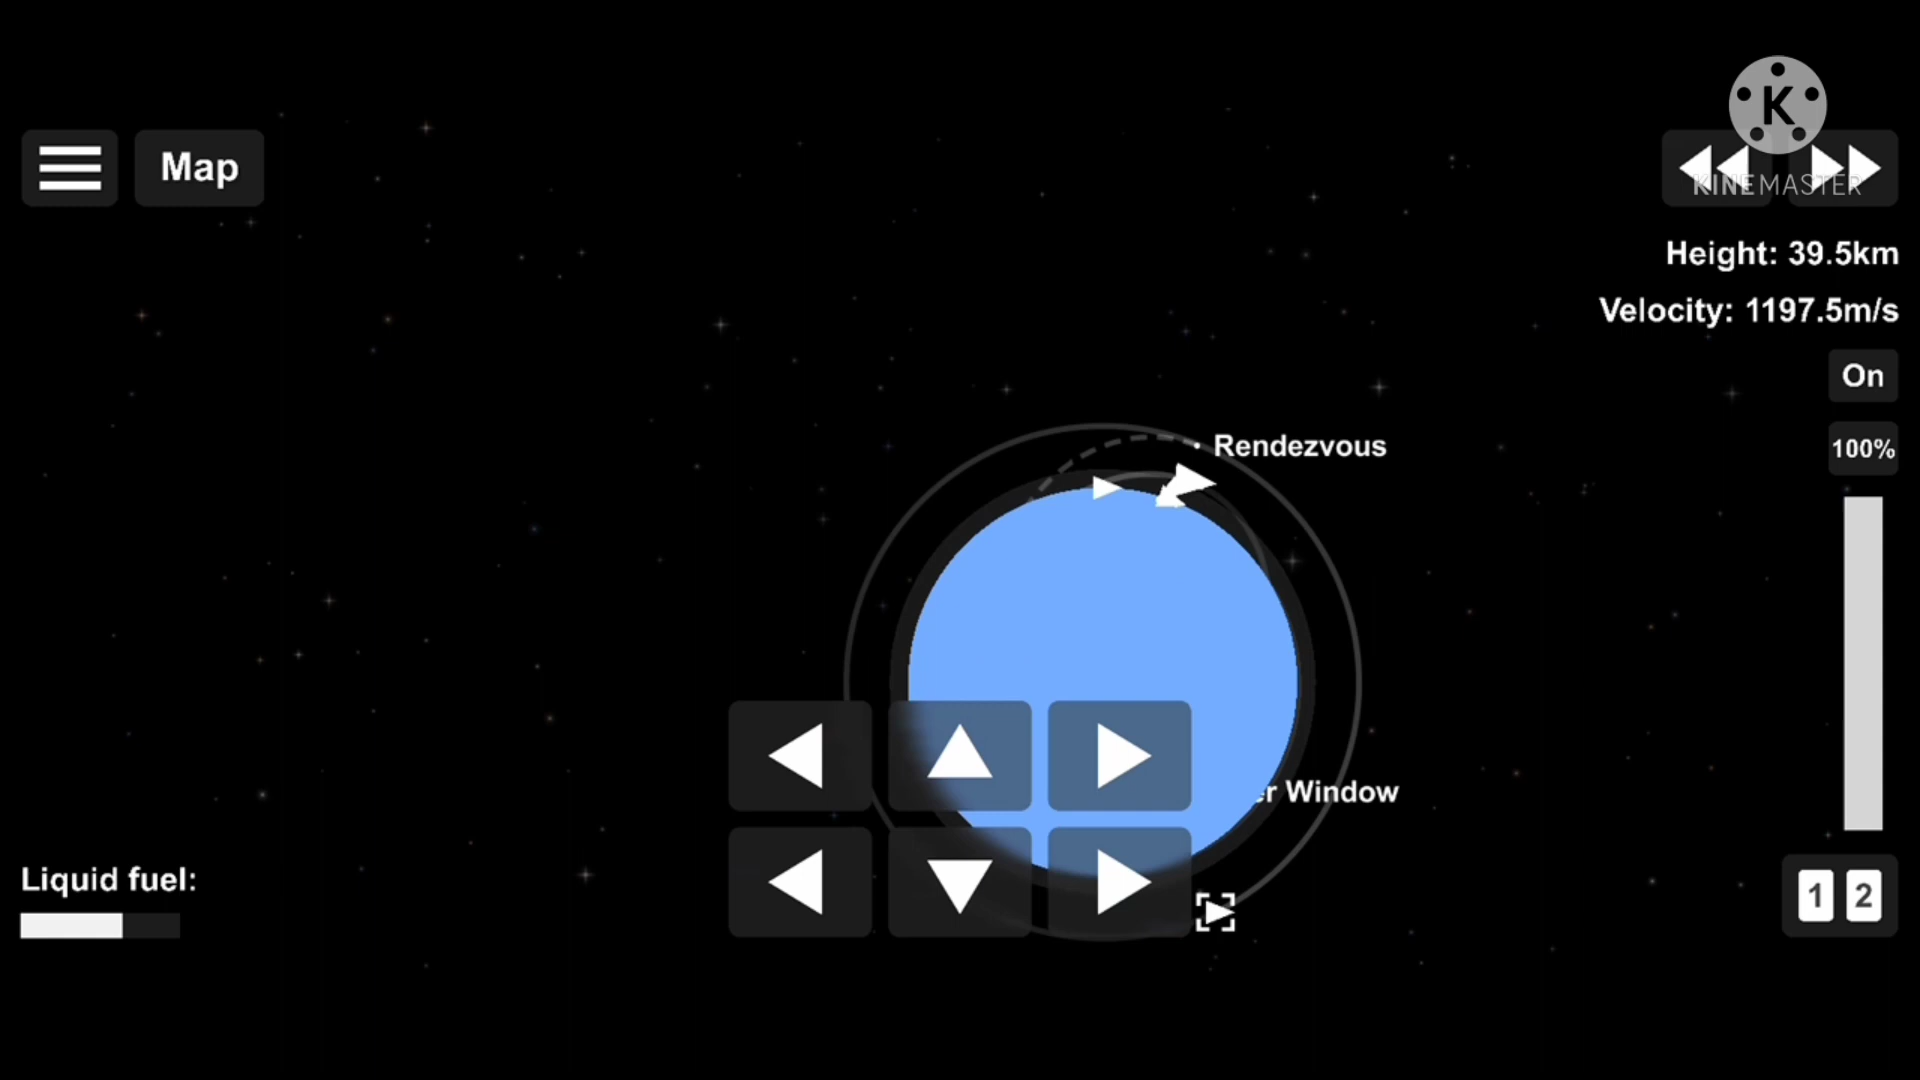 K
KINEMASTER
Map
Height: 39.5km
Velocity: 1197.5m/s
On
100%
Rendezvous
Window
Liquid fuel:
1 2